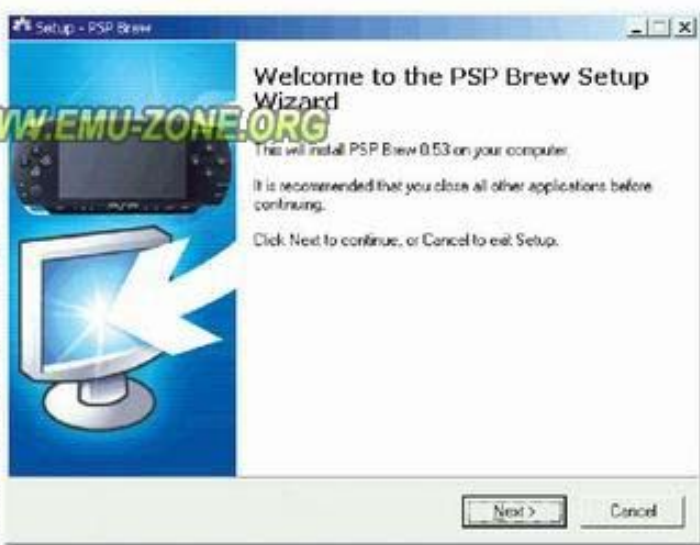 Setup - PSP Brew
Welcome to the PSP Brew Setup
Wizard
WW.EMU-ZONE.ORG
This will install PSP Brew 0.53 on your computer.
It is recommended that you close all other applications before
continuing.
Click Next to continue, or Cancel to exit Setup.
PSP
Next >
Cancel